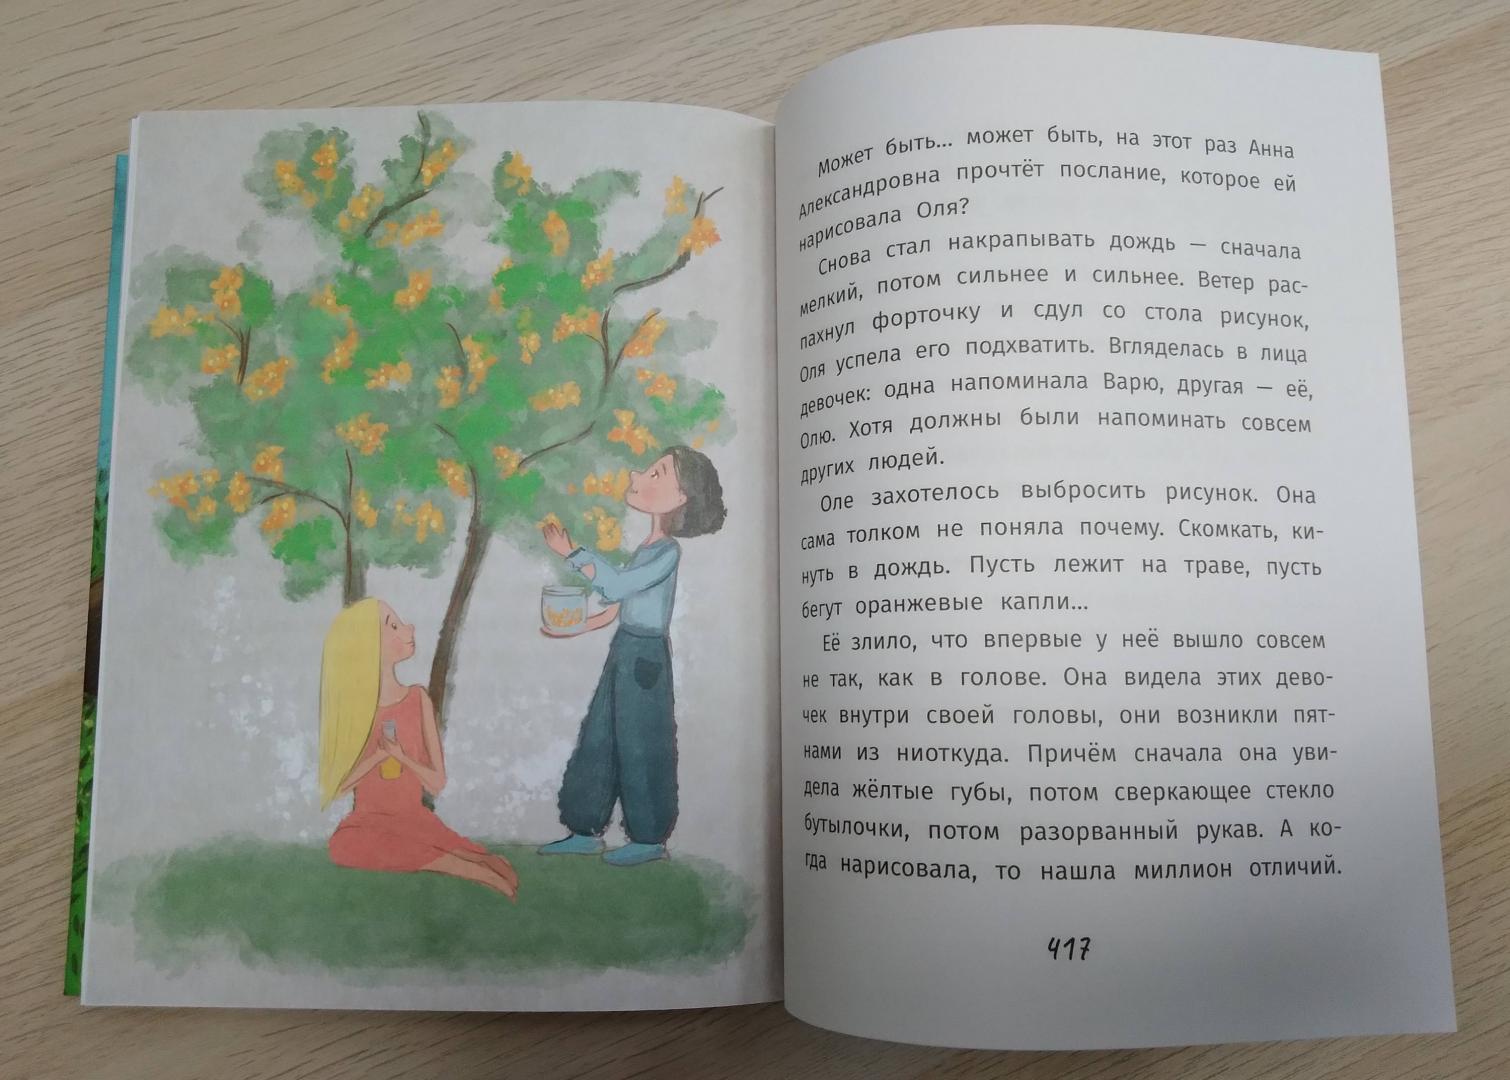 Может быть... может быть, на этот раз Анна
Александровна прочтёт послание, которое ей
нарисовала Оля?
Снова стал накрапывать дождь — сначала
мелкий, потом сильнее и сильнее. Ветер рас-
пахнул форточку и сдул со стола рисунок,
Оля успела его подхватить. Вгляделась в лица
девочек: одна напоминала Варю, другая — её,
Олю. Хотя должны были напоминать совсем
других людей.
Оле захотелось выбросить рисунок. Она
сама толком не поняла почему. Скомкать, ки-
нуть в дождь. Пусть лежит на траве, пусть
бегут оранжевые капли...
Её злило, что впервые у неё вышло совсем
не так, как в голове. Она видела этих дево-
чек внутри своей головы, они возникли пят-
нами из ниоткуда. Причём сначала она уви-
дела жёлтые губы, потом сверкающее стекло
бутылочки, потом разорванный рукав. А ко-
гда нарисовала, то нашла миллион отличий.
417